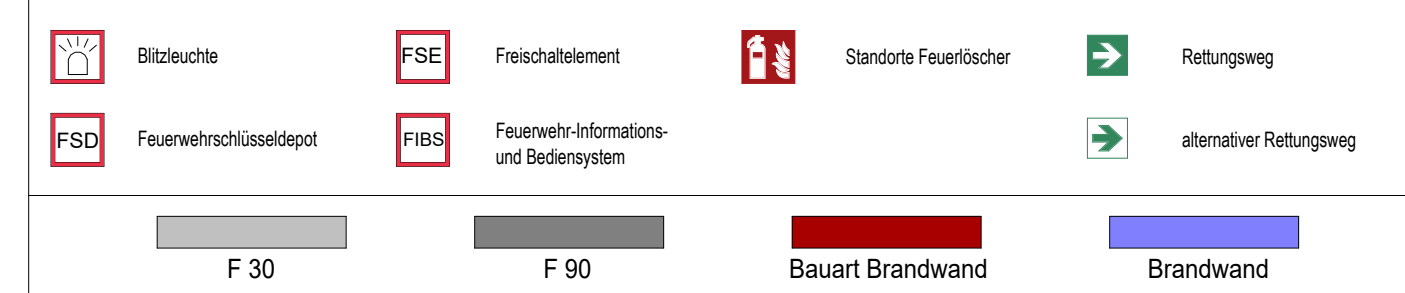 Blitzleuchte
FSE Freischaltelement
Standorte Feuerlöscher
Rettungsweg
FSD Feuerwehrschlüsseldepot
FIBS Feuerwehr-Informations-
und Bediensystem
alternativer Rettungsweg
F 30
F 90
Bauart Brandwand
Brandwand